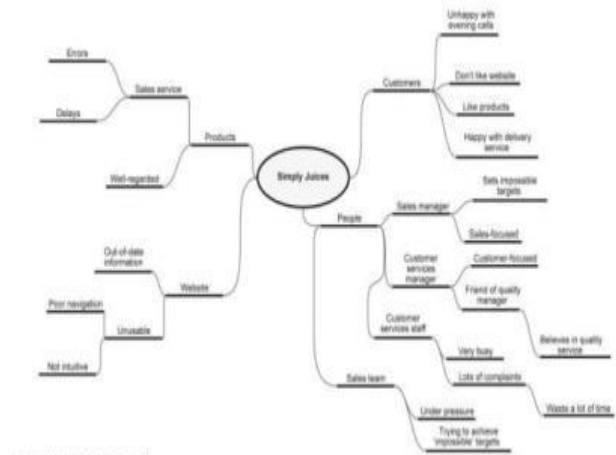 Simply Juices
Customers
Unhappy with
evening calls
Don't like website
Like products
Happy with delivery
service
People
Sales manager
Sets impossible
targets
Sales-focused
Customer
services
manager
Customer-focused
Friend of quality
manager
Believes in quality
service
Customer
services staff
Very busy
Lots of complaints
Waste a lot of time
Sales team
Under pressure
Trying to achieve
'impossible' targets
Products
Sales service
Errors
Delays
Well-regarded
Website
Out-of-date
information
Unusable
Poor navigation
Not intuitive